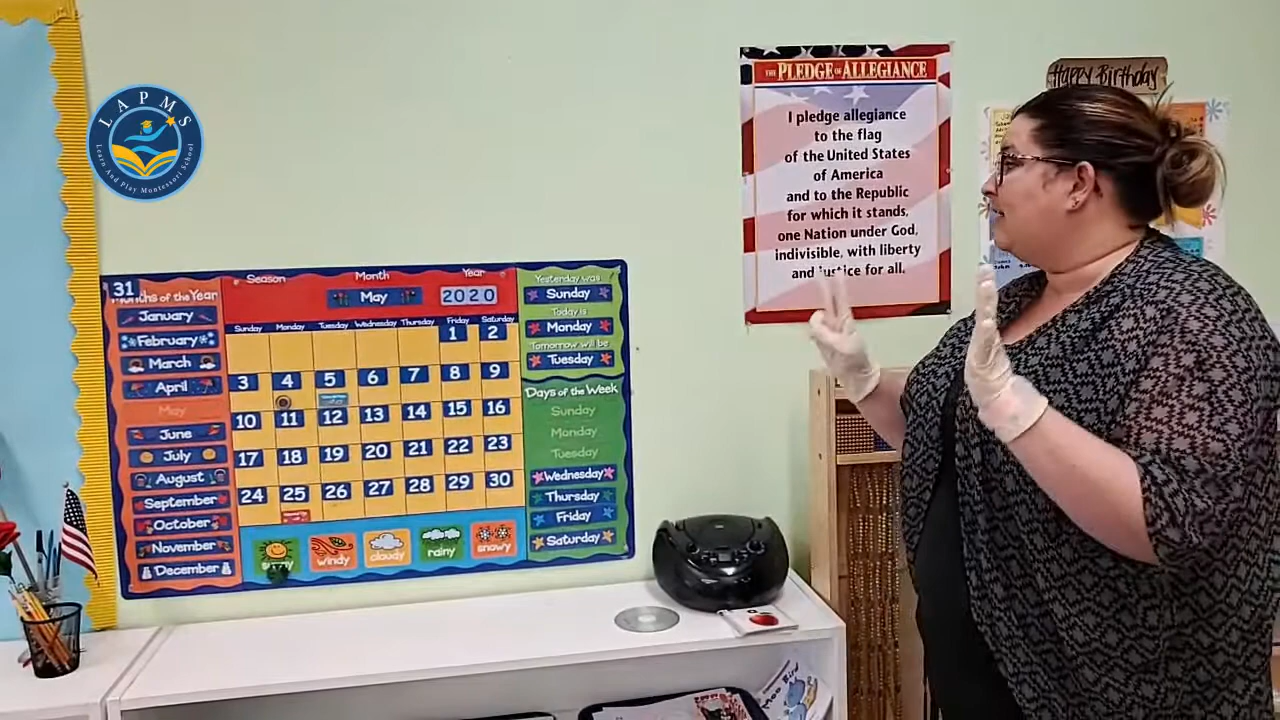 LAPMS
Learn And Play Montessori School
THE PLEDGE OF ALLEGIANCE
I pledge allegiance
to the flag
of the United States
of America
and to the Republic
for which it stands,
one Nation under God,
indivisible, with liberty
and justice for all.
Happy Birthday
31
Months of the Year
January
February
March
April
May
June
July
August
September
October
November
December
Season Month Year
May 2020
Sunday Monday Tuesday Wednesday Thursday Friday Saturday
1 2
3 4 5 6 7 8 9
10 11 12 13 14 15 16
17 18 19 20 21 22 23
24 25 26 27 28 29 30
sunny windy cloudy rainy snowy
Yesterday was
Sunday
Today is
Monday
Tomorrow will be
Tuesday
Days of the Week
Sunday
Monday
Tuesday
Wednesday
Thursday
Friday
Saturday